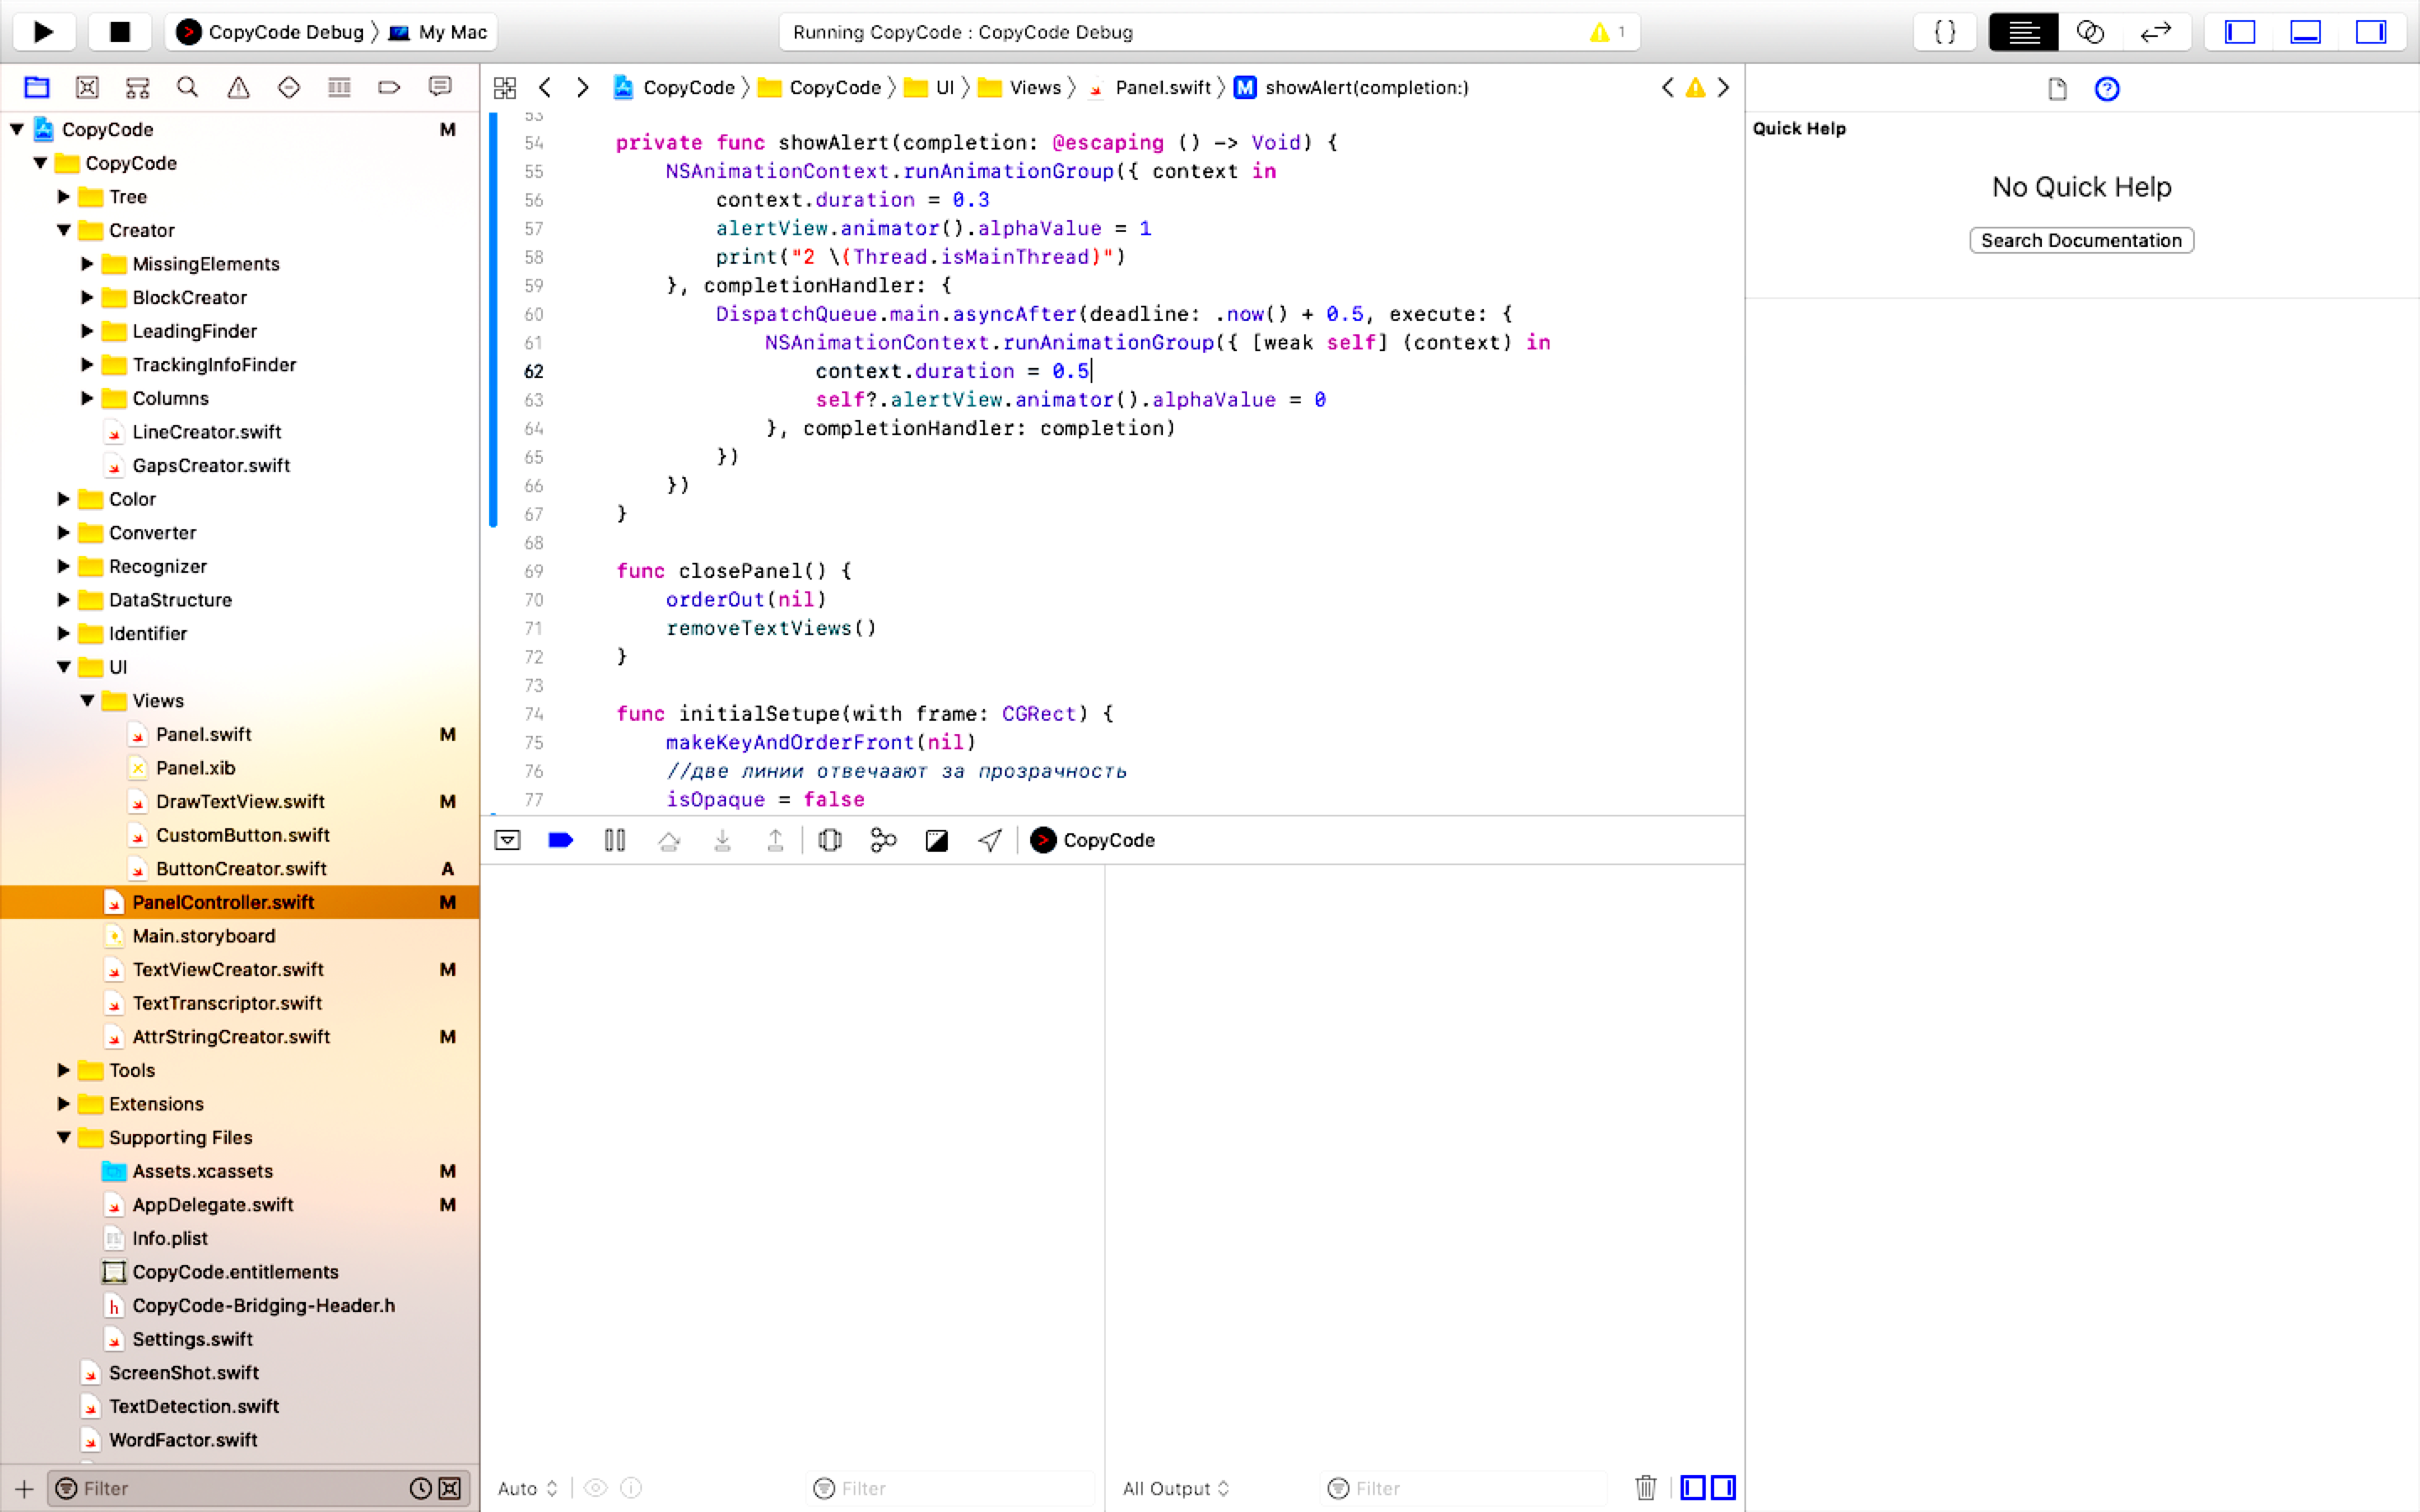 CopyCode Debug 〉 My Mac
Running CopyCode : CopyCode Debug
1
{}
CopyCode 〉 CopyCode 〉 UI 〉 Views 〉 Panel.swift 〉 M showAlert(completion:)
CopyCode M
CopyCode
Tree
Creator
MissingElements
BlockCreator
LeadingFinder
TrackingInfoFinder
Columns
LineCreator.swift
GapsCreator.swift
Color
Converter
Recognizer
DataStructure
Identifier
UI
Views
Panel.swift M
Panel.xib
DrawTextView.swift M
CustomButton.swift
ButtonCreator.swift A
PanelController.swift M
Main.storyboard
TextViewCreator.swift M
TextTranscriptor.swift
AttrStringCreator.swift M
Tools
Extensions
Supporting Files
Assets.xcassets M
AppDelegate.swift M
Info.plist
CopyCode.entitlements
h CopyCode-Bridging-Header.h
Settings.swift
ScreenShot.swift
TextDetection.swift
WordFactor.swift
Filter
53
54 private func showAlert(completion: @escaping () -> Void) {
55 NSAnimationContext.runAnimationGroup({ context in
56 context.duration = 0.3
57 alertView.animator().alphaValue = 1
58 print("2 \(Thread.isMainThread)")
59 }, completionHandler: {
60 DispatchQueue.main.asyncAfter(deadline: .now() + 0.5, execute: {
61 NSAnimationContext.runAnimationGroup({ [weak self] (context) in
62 context.duration = 0.5
63 self?.alertView.animator().alphaValue = 0
64 }, completionHandler: completion)
65 })
66 })
67 }
68
69 func closePanel() {
70 orderOut(nil)
71 removeTextViews()
72 }
73
74 func initialSetupe(with frame: CGRect) {
75 makeKeyAndOrderFront(nil)
76 //две линии отвечаают за прозрачность
77 isOpaque = false
CopyCode
Auto
Filter
All Output
Filter
Quick Help
No Quick Help
Search Documentation